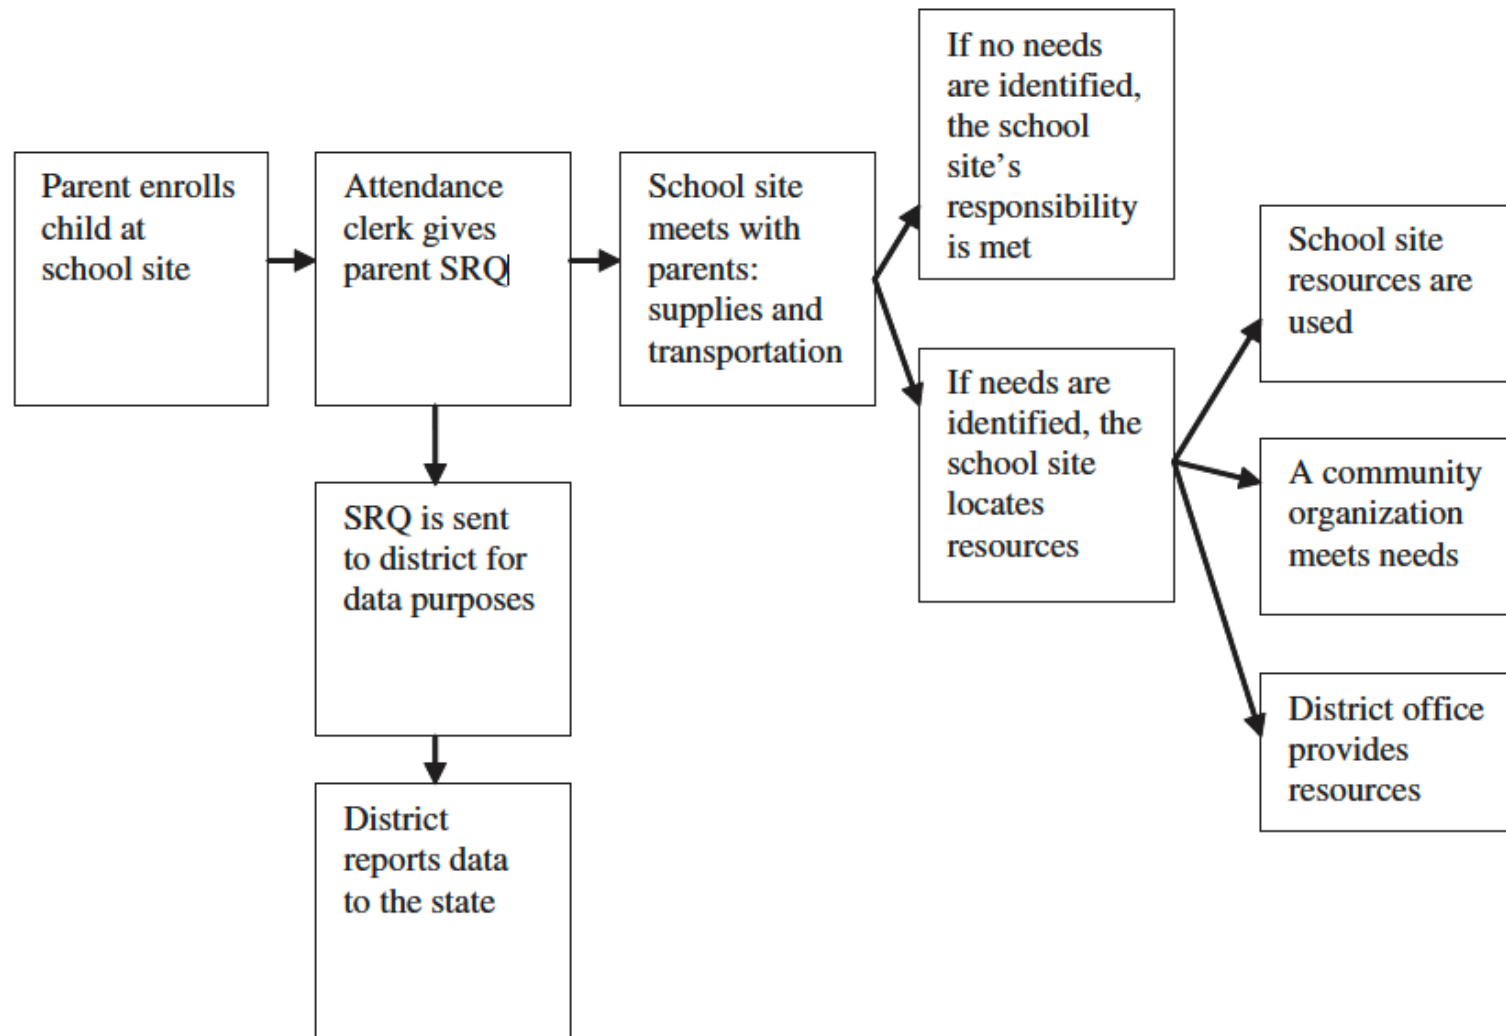 Parent enrolls
child at
school site
Attendance
clerk gives
parent SRQ
School site
meets with
parents:
supplies and
transportation
If no needs
are identified,
the school
site’s
responsibility
is met
If needs are
identified, the
school site
locates
resources
School site
resources are
used
A community
organization
meets needs
District office
provides
resources
SRQ is sent
to district for
data purposes
District
reports data
to the state